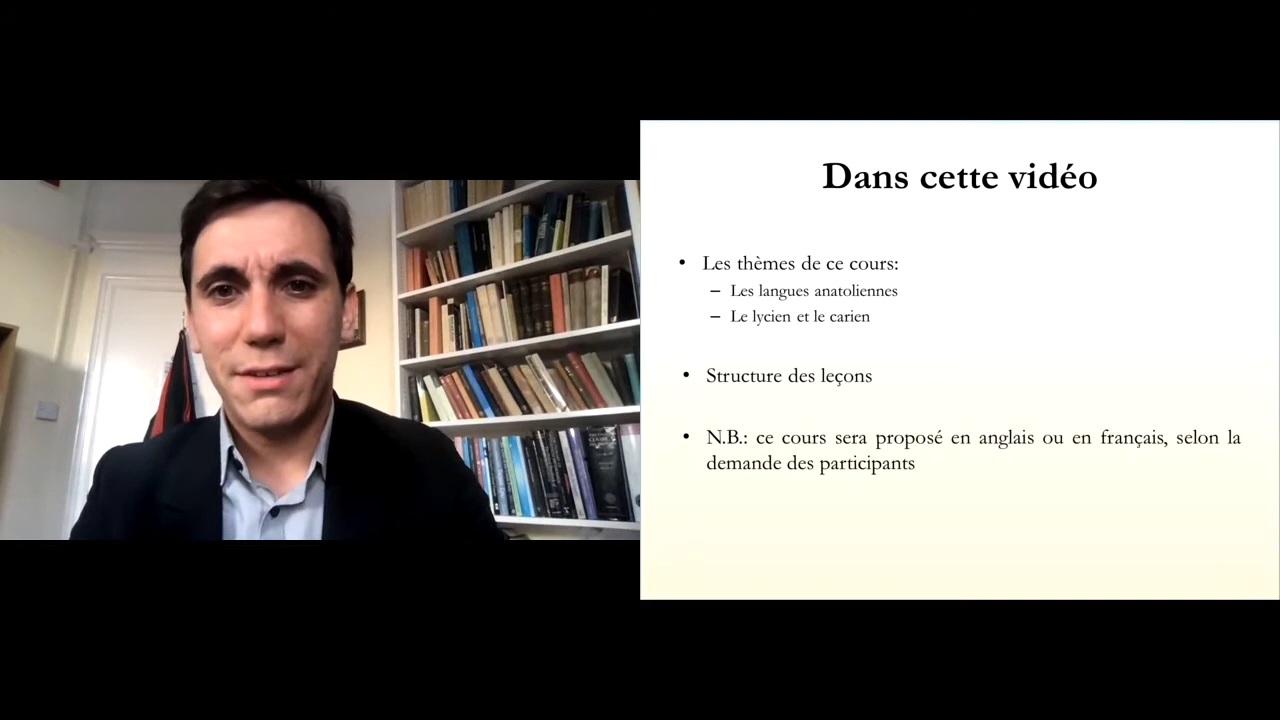 Dans cette vidéo
• Les thèmes de ce cours:
– Les langues anatoliennes
– Le lycien et le carien
• Structure des leçons
• N.B.: ce cours sera proposé en anglais ou en français, selon la
demande des participants